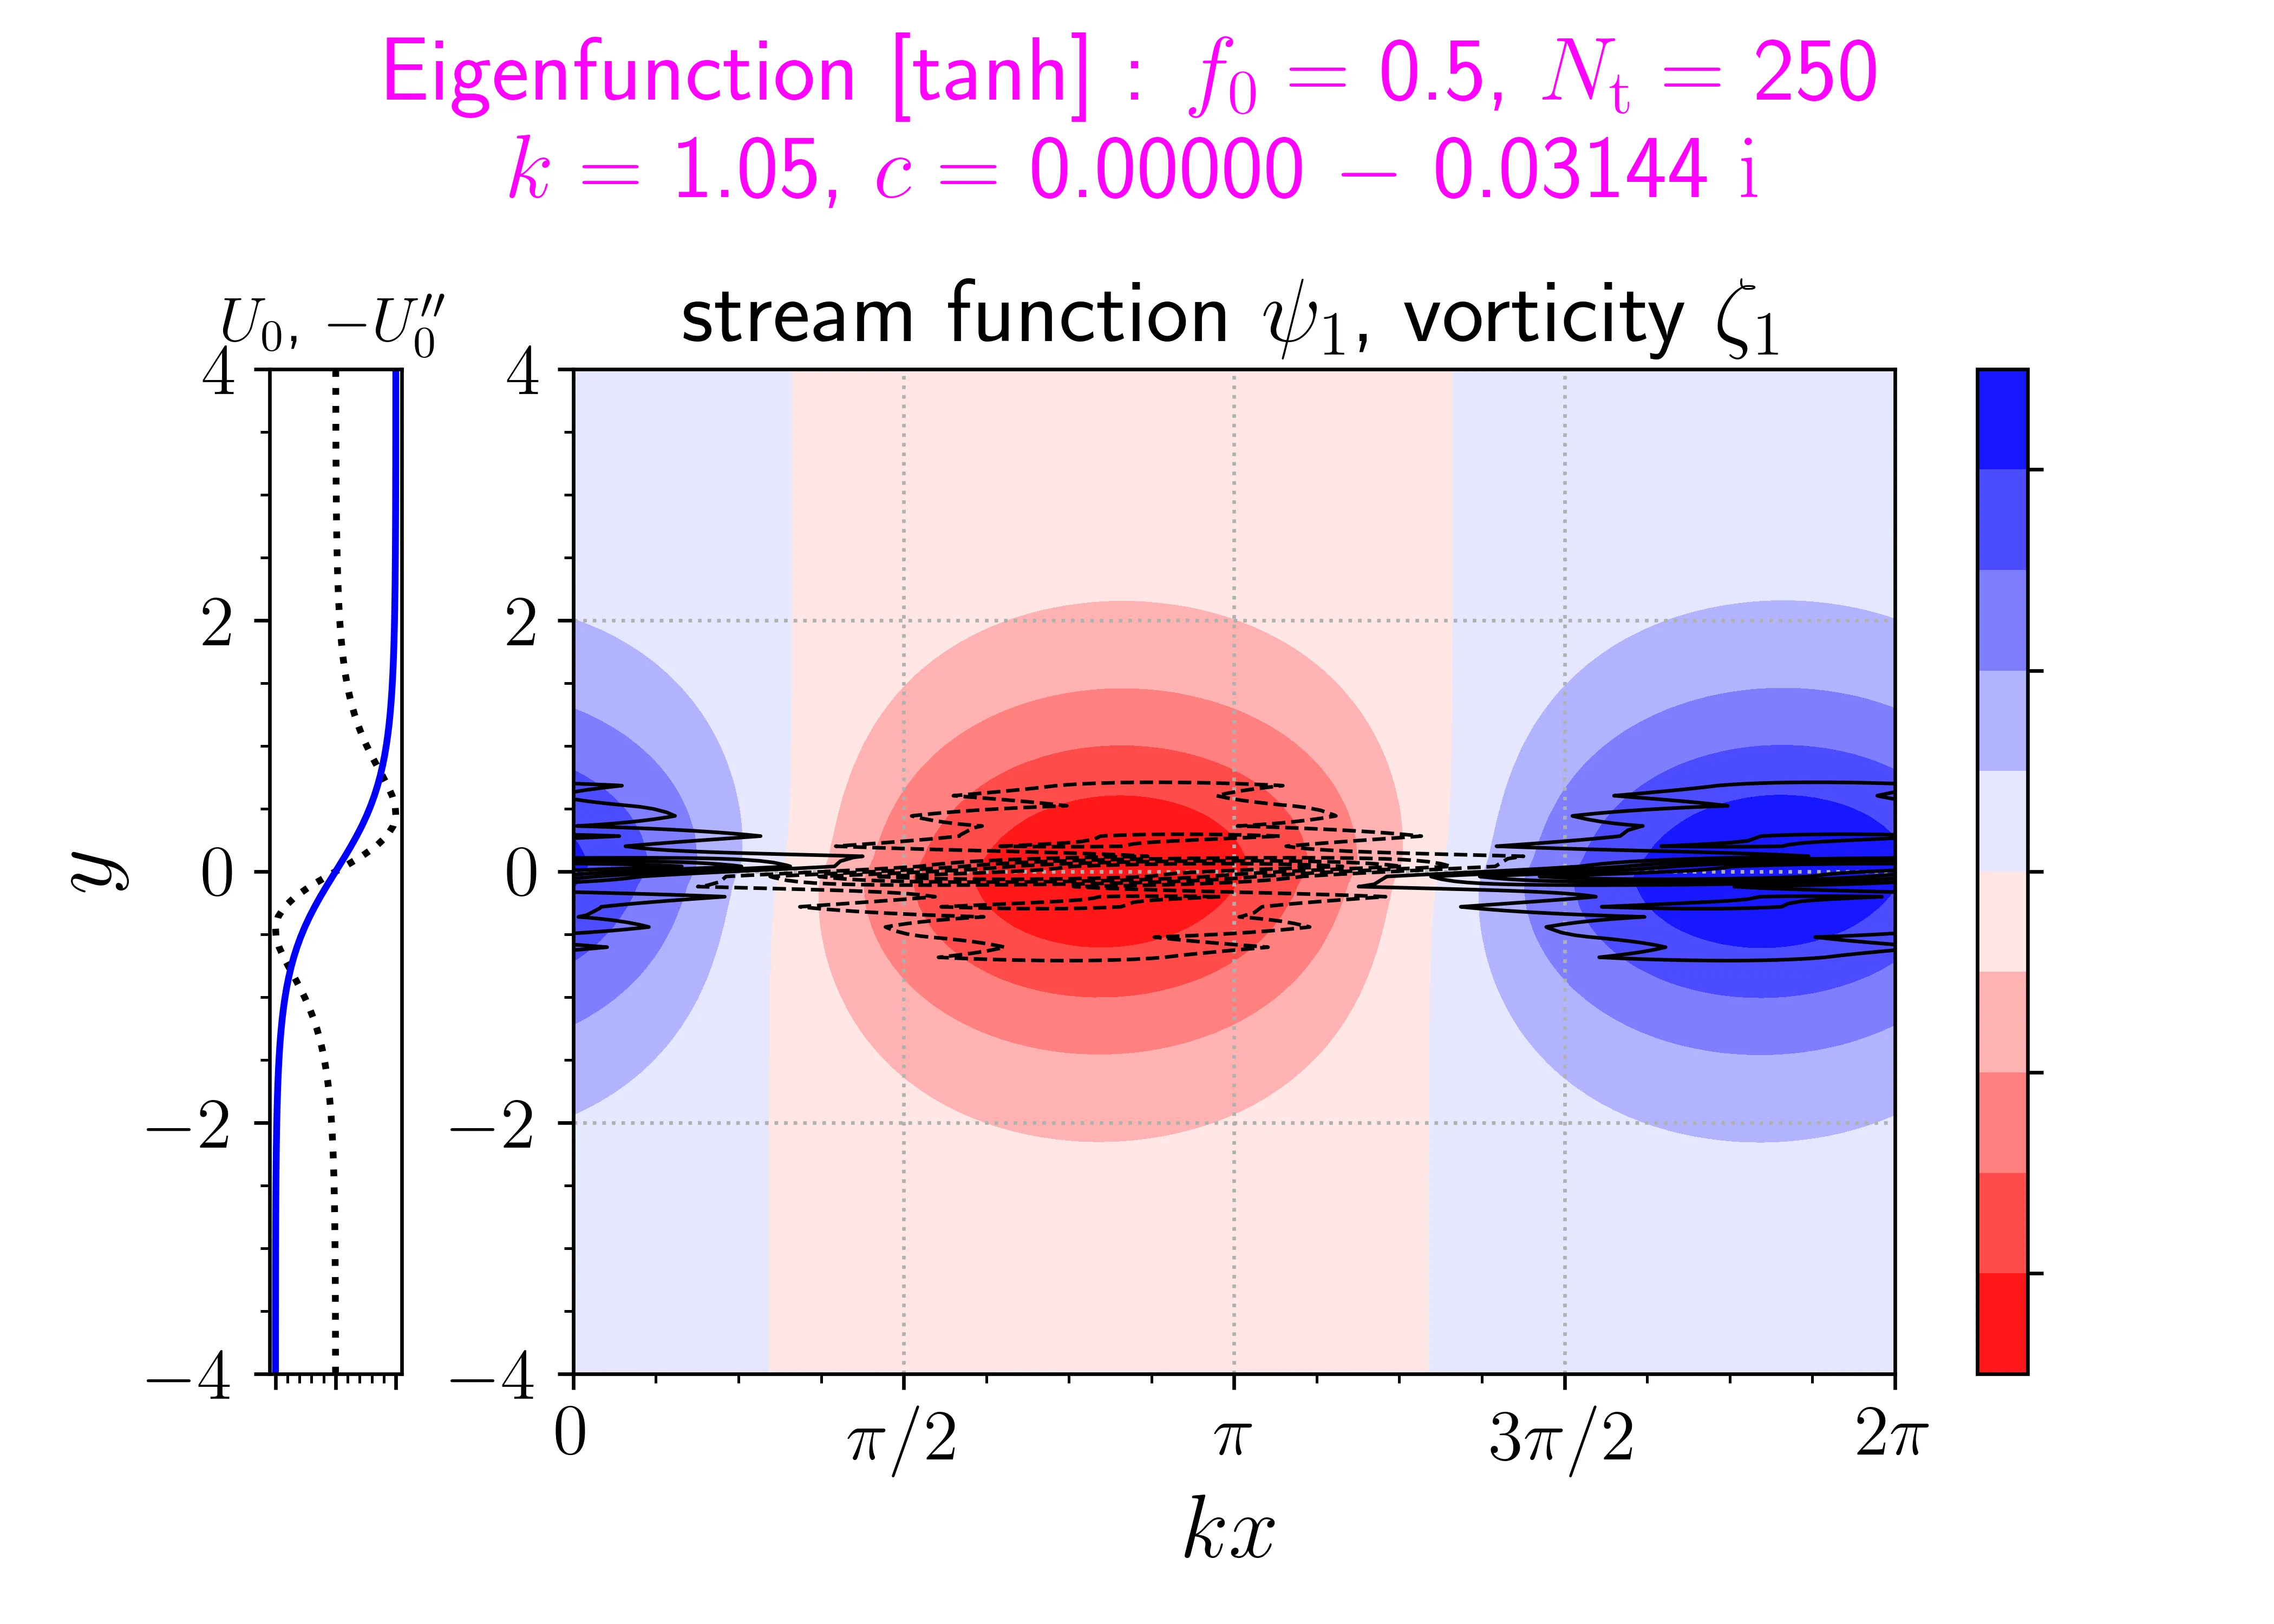 Eigenfunction [tanh] : f₀ = 0.5, Nₜ = 250
k = 1.05, c = 0.00000 − 0.03144 i
U₀, −U₀″
stream function ψ₁, vorticity ζ₁
4
2
0
−2
−4
y
4
2
0
−2
−4
0 π/2 π 3π/2 2π
kx